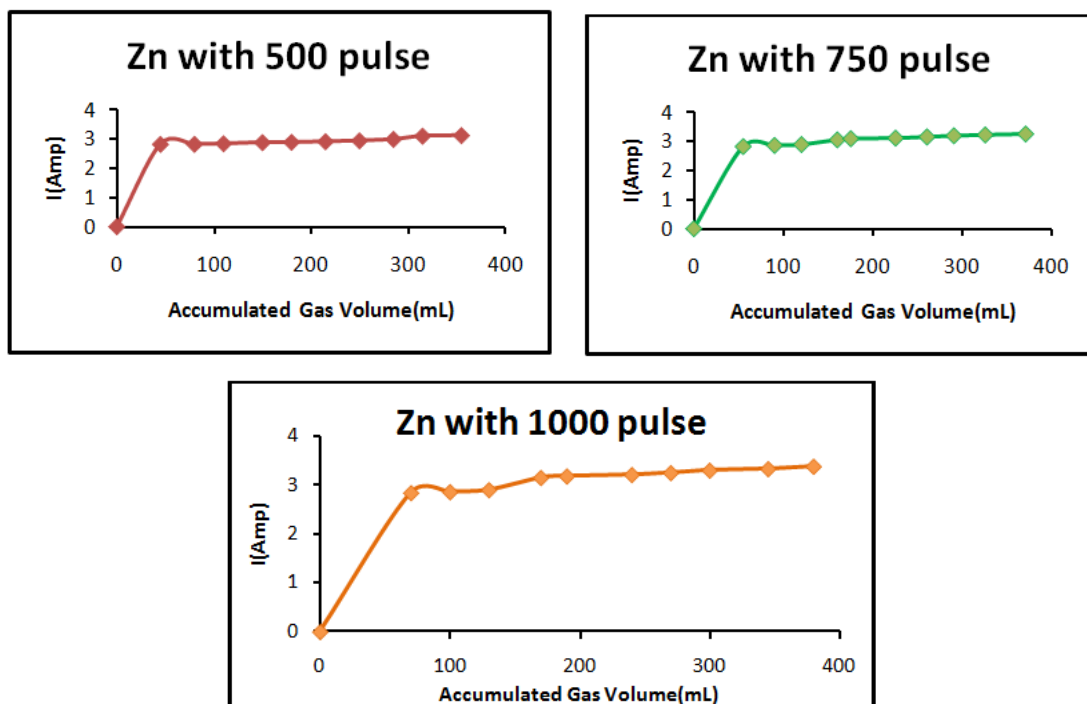 Zn with 500 pulse
4
3
2
1
0
I(Amp)
0 100 200 300 400
Accumulated Gas Volume(mL)
Zn with 750 pulse
4
3
2
1
0
I(Amp)
0 100 200 300 400
Accumulated Gas Volume(mL)
Zn with 1000 pulse
4
3
2
1
0
I(Amp)
0 100 200 300 400
Accumulated Gas Volume(mL)